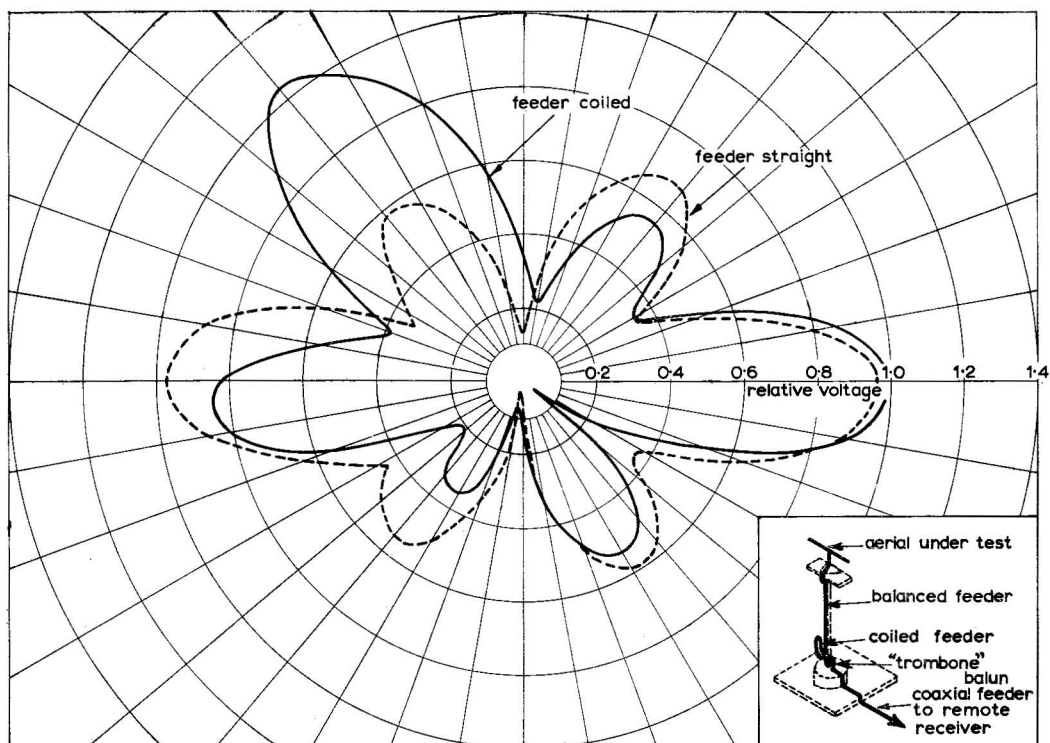 feeder coiled
feeder straight
0·2 0·4 0·6 0·8 1·0 1·2 1·4
relative voltage
aerial under test
balanced feeder
coiled feeder
"trombone"
balun
coaxial feeder
to remote
receiver